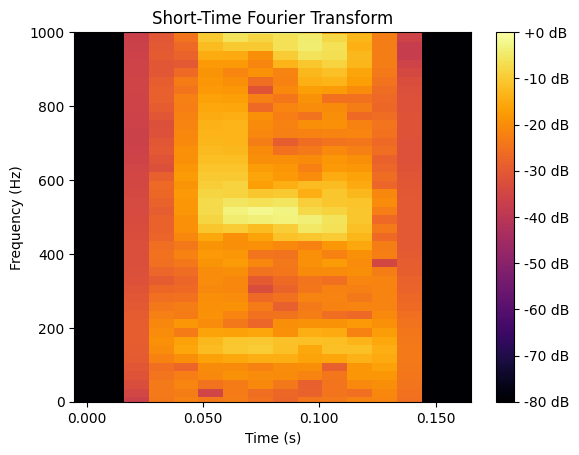 Short-Time Fourier Transform
Frequency (Hz)
1000
800
600
400
200
0
0.000
0.050
0.100
0.150
Time (s)
+0 dB
-10 dB
-20 dB
-30 dB
-40 dB
-50 dB
-60 dB
-70 dB
-80 dB